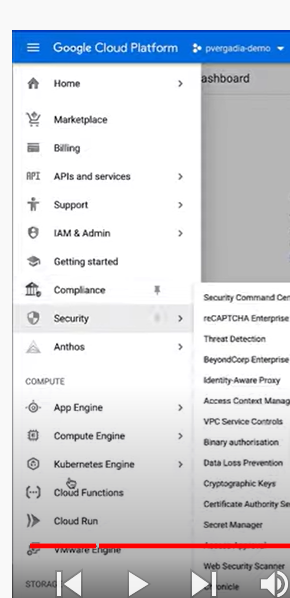 Google Cloud Platform
pvergadia-demo
ashboard
Home
Marketplace
Billing
API APIs and services
Support
IAM & Admin
Getting started
Compliance
Security
Anthos
COMPUTE
App Engine
Compute Engine
Kubernetes Engine
Cloud Functions
Cloud Run
VMware Engine
STORAG
Security Command Cen
reCAPTCHA Enterprise
Threat Detection
BeyondCorp Enterprise
Identity-Aware Proxy
Access Context Manag
VPC Service Controls
Binary authorisation
Data Loss Prevention
Cryptographic Keys
Certificate Authority Se
Secret Manager
Web Security Scanner
Chronicle